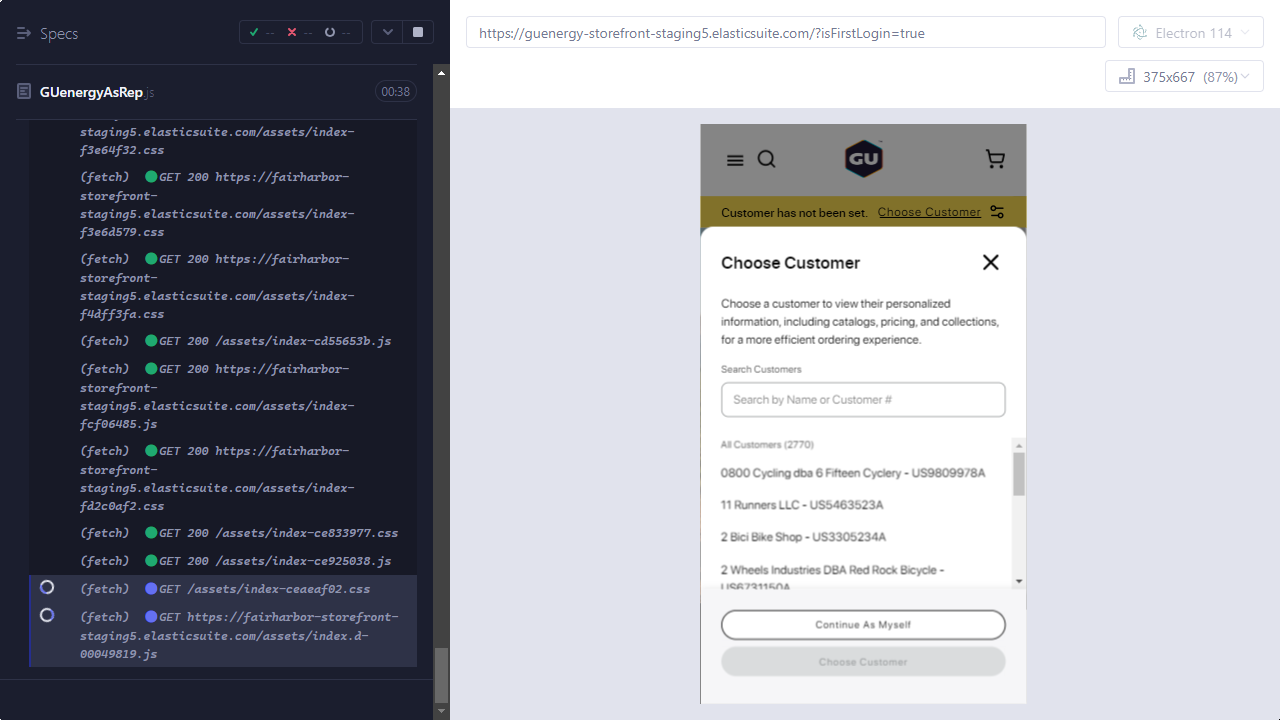 Specs
-- -- --
GUenergyAsRep.js
00:38
staging5.elasticsuite.com/assets/index-
f3e64f32.css
(fetch) GET 200 https://fairharbor-
storefront-
staging5.elasticsuite.com/assets/index-
f3e6d579.css
(fetch) GET 200 https://fairharbor-
storefront-
staging5.elasticsuite.com/assets/index-
f4dff3fa.css
(fetch) GET 200 /assets/index-cd55653b.js
(fetch) GET 200 https://fairharbor-
storefront-
staging5.elasticsuite.com/assets/index-
fcf06485.js
(fetch) GET 200 https://fairharbor-
storefront-
staging5.elasticsuite.com/assets/index-
fd2c0af2.css
(fetch) GET 200 /assets/index-ce833977.css
(fetch) GET 200 /assets/index-ce925038.js
(fetch) GET /assets/index-ceaeaf02.css
(fetch) GET https://fairharbor-storefront-
staging5.elasticsuite.com/assets/index.d-
00049819.js
https://guenergy-storefront-staging5.elasticsuite.com/?isFirstLogin=true
Electron 114
375x667 (87%)
GU
Customer has not been set. Choose Customer
Choose Customer
Choose a customer to view their personalized
information, including catalogs, pricing, and collections,
for a more efficient ordering experience.
Search Customers
Search by Name or Customer #
All Customers (2770)
0800 Cycling dba 6 Fifteen Cyclery - US9809978A
11 Runners LLC - US5463523A
2 Bici Bike Shop - US3305234A
2 Wheels Industries DBA Red Rock Bicycle -
US6731150A
Continue As Myself
Choose Customer